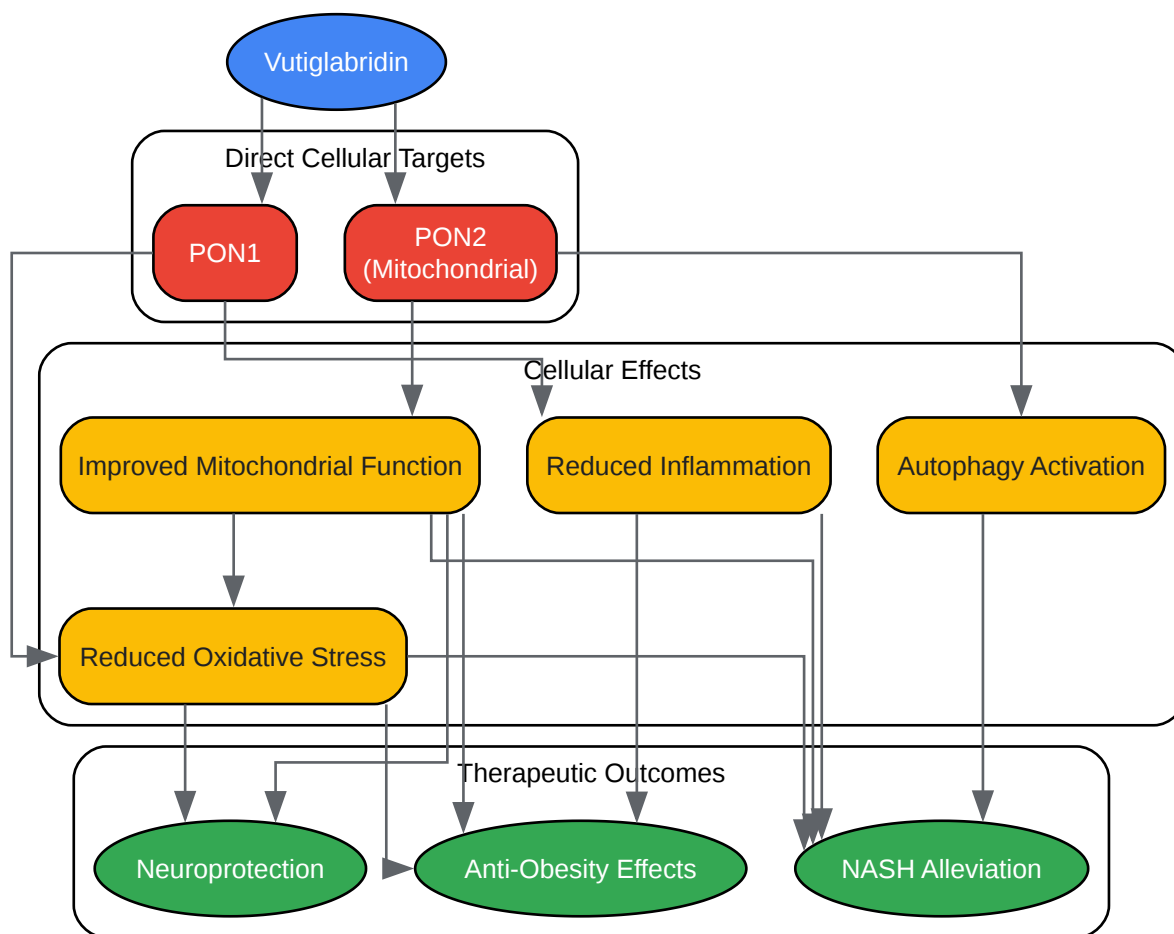 Vutiglabridin
Direct Cellular Targets
PON1
PON2
(Mitochondrial)
Cellular Effects
Improved Mitochondrial Function
Reduced Inflammation
Autophagy Activation
Reduced Oxidative Stress
Therapeutic Outcomes
Neuroprotection
Anti-Obesity Effects
NASH Alleviation